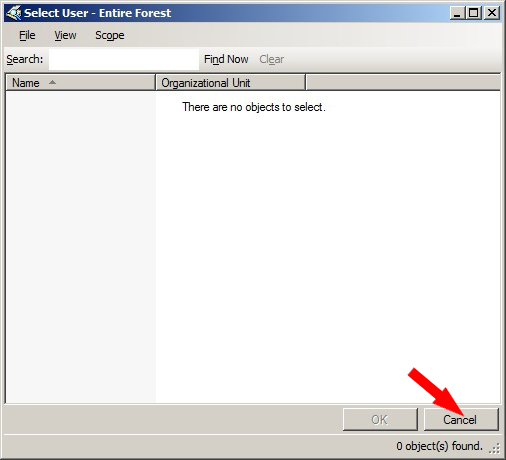 Select User - Entire Forest
File View Scope
Search: Find Now Clear
Name Organizational Unit
There are no objects to select.
OK Cancel
0 object(s) found.